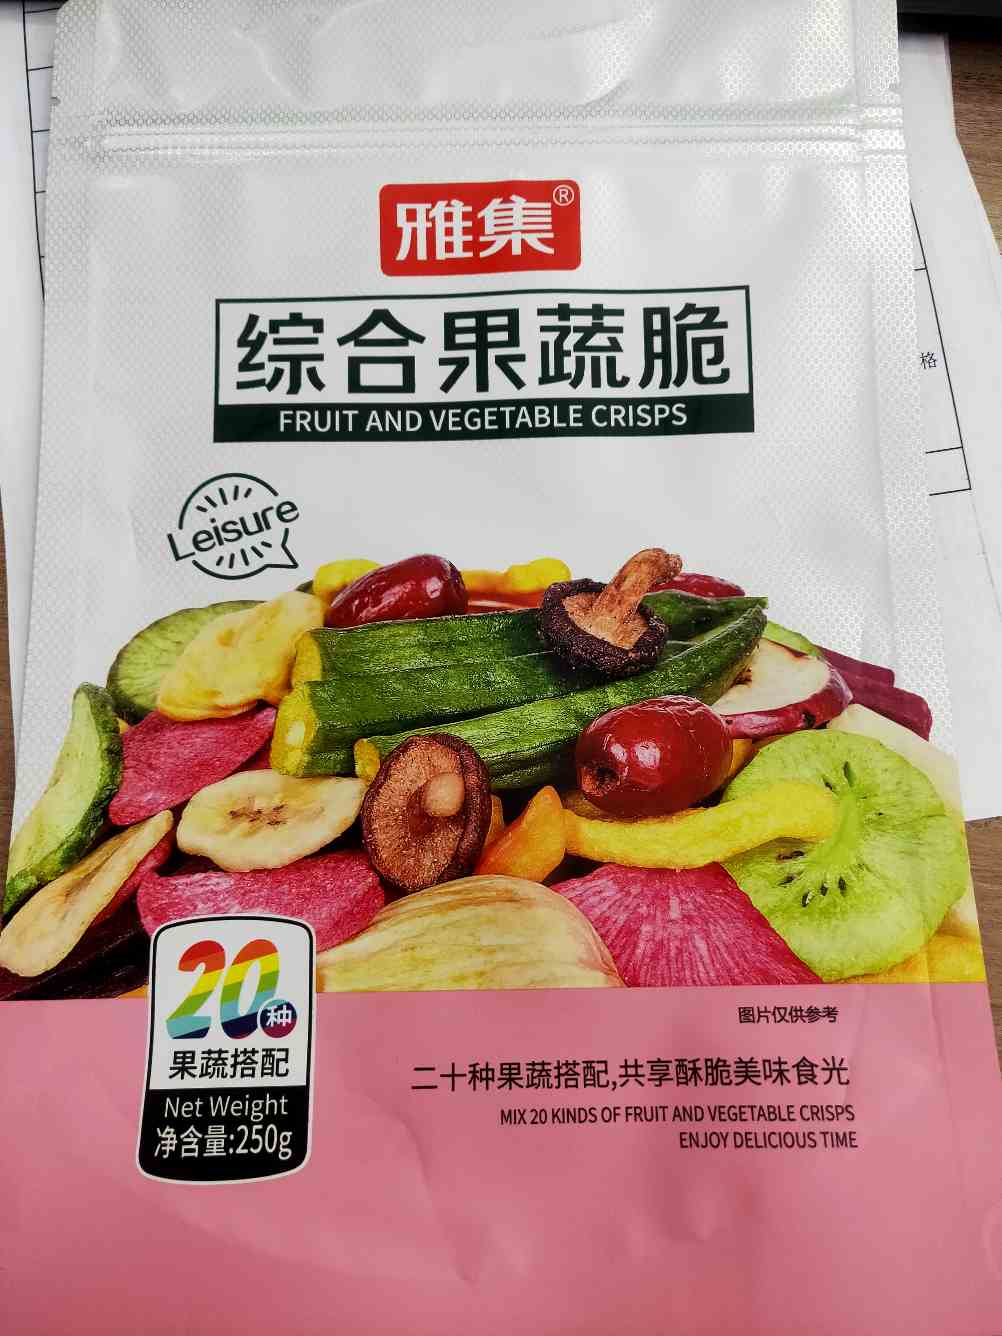 雅集®
综合果蔬脆
FRUIT AND VEGETABLE CRISPS
格
Leisure
20种
果蔬搭配
Net Weight
净含量:250g
图片仅供参考
二十种果蔬搭配,共享酥脆美味食光
MIX 20 KINDS OF FRUIT AND VEGETABLE CRISPS
ENJOY DELICIOUS TIME